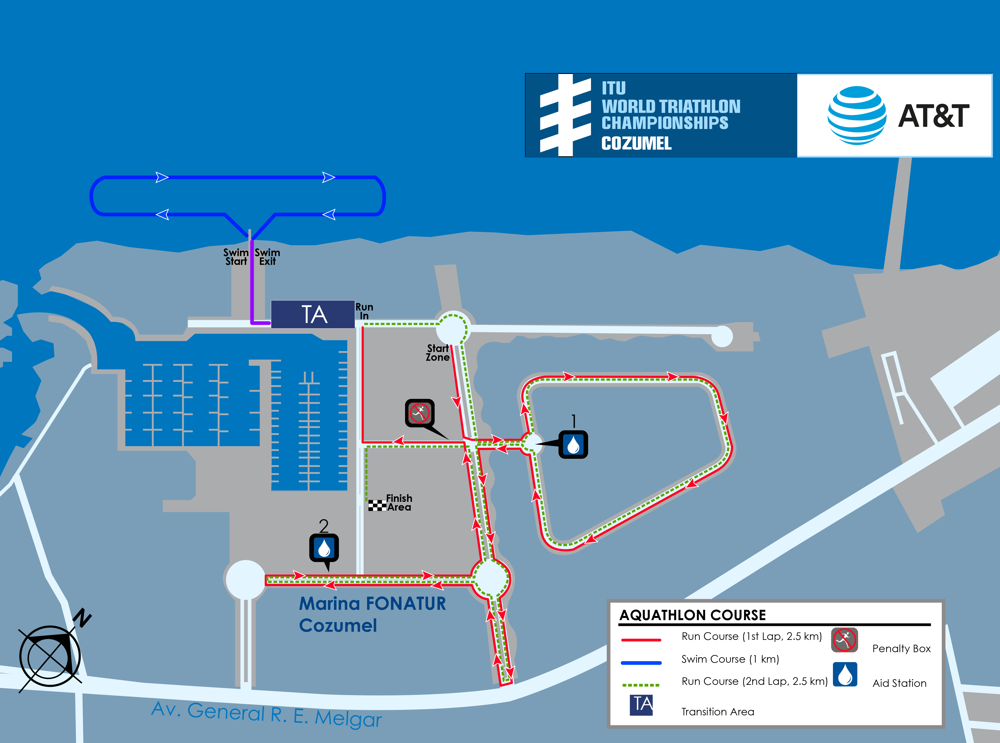 ITU
WORLD TRIATHLON
CHAMPIONSHIPS
COZUMEL
AT&T
Swim
Start
Swim
Exit
TA
Run
In
Start
Zone
1
Finish
Area
2
Marina FONATUR
Cozumel
N
Av. General R. E. Melgar
AQUATHLON COURSE
Run Course (1st Lap, 2.5 km)
Penalty Box
Swim Course (1 km)
Run Course (2nd Lap, 2.5 km)
Aid Station
TA
Transition Area